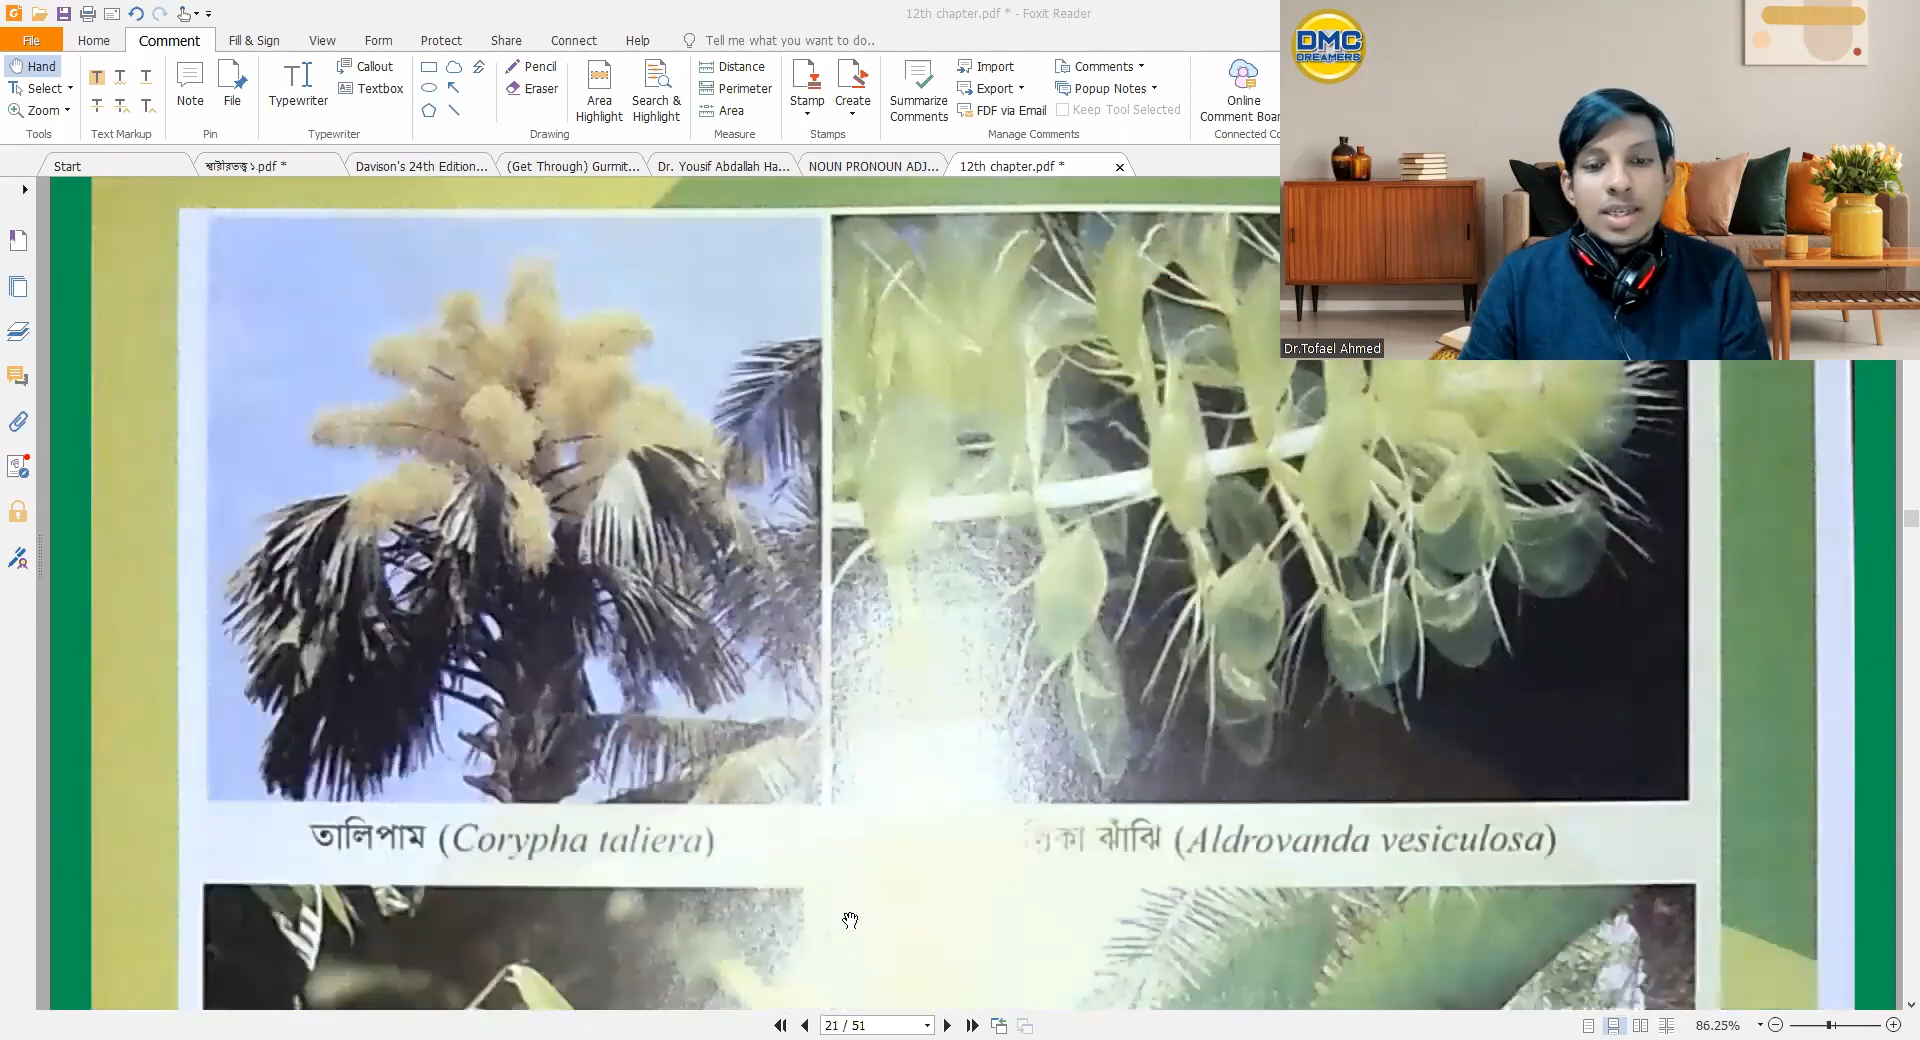 12th chapter.pdf * - Foxit Reader
File Home Comment Fill & Sign View Form Protect Share Connect Help Tell me what you want to do..
Hand
Select
Zoom
Tools
Text Markup
Note
File
Pin
Typewriter
Callout
Textbox
Typewriter
Pencil
Eraser
Area Highlight
Search & Highlight
Drawing
Distance
Perimeter
Area
Measure
Stamp
Create
Stamps
Summarize Comments
Import
Export
FDF via Email
Comments
Popup Notes
Keep Tool Selected
Manage Comments
Online
Comment Boar
Connected Co
DMC
DREAMERS
Dr.Tofael Ahmed
Start
১.pdf *
Davison's 24th Edition...
(Get Through) Gurmit...
Dr. Yousif Abdallah Ha...
NOUN PRONOUN ADJ...
12th chapter.pdf *
তালিপাম (Corypha taliera)
ঝাঁঝি (Aldrovanda vesiculosa)
21 / 51
86.25%